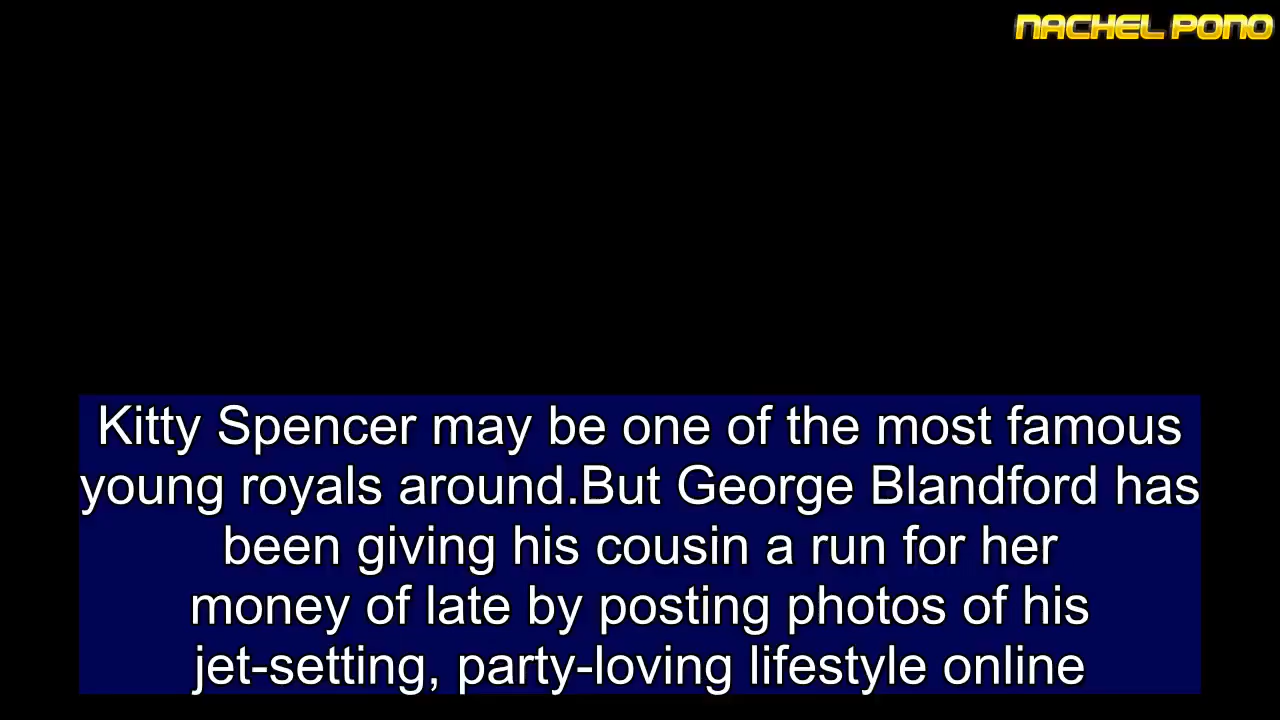 NACHEL PONO
Kitty Spencer may be one of the most famous
young royals around.But George Blandford has
been giving his cousin a run for her
money of late by posting photos of his
jet-setting, party-loving lifestyle online